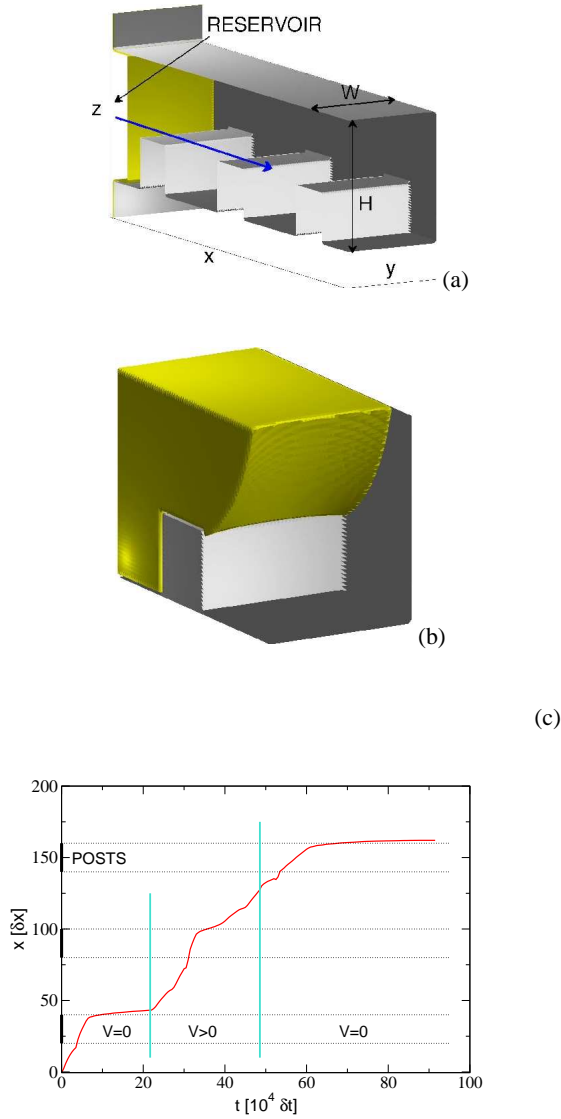 RESERVOIR
W
z
H
x
y
(a)
(b)
(c)
200
150
100
50
0
x [δx]
POSTS
V=0
V>0
V=0
0
20
40
60
80
100
t [10⁴ δt]